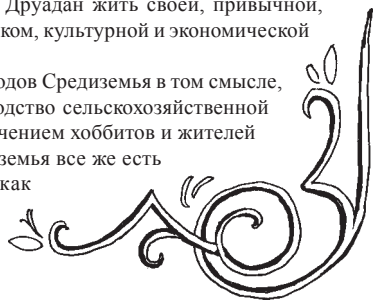 Друадан жить своей, привычной,
ком, культурной и экономической
одов Средиземья в том смысле,
одство сельскохозяйственной
чением хоббитов и жителей
земья все же есть
как